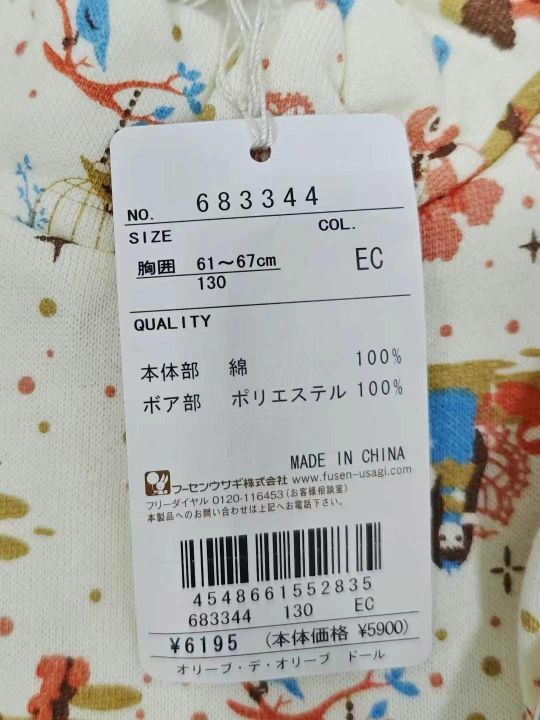 NO. 683344
SIZE COL.
胸囲 61～67cm EC
130
QUALITY
本体部 綿 100%
ボア部 ポリエステル 100%
MADE IN CHINA
フーセンウサギ株式会社 www.fusen-usagi.com
フリーダイヤル 0120-116453(お客様相談室)
本製品へのお問い合わせは上記へお電話下さい。
4548661552835
683344 130 EC
¥6195 (本体価格 ¥5900)
オリーブ・デ・オリーブ ドール